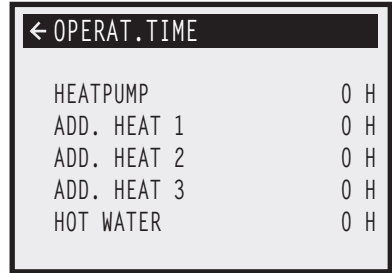 ←OPERAT.TIME
HEATPUMP 0 H
ADD. HEAT 1 0 H
ADD. HEAT 2 0 H
ADD. HEAT 3 0 H
HOT WATER 0 H